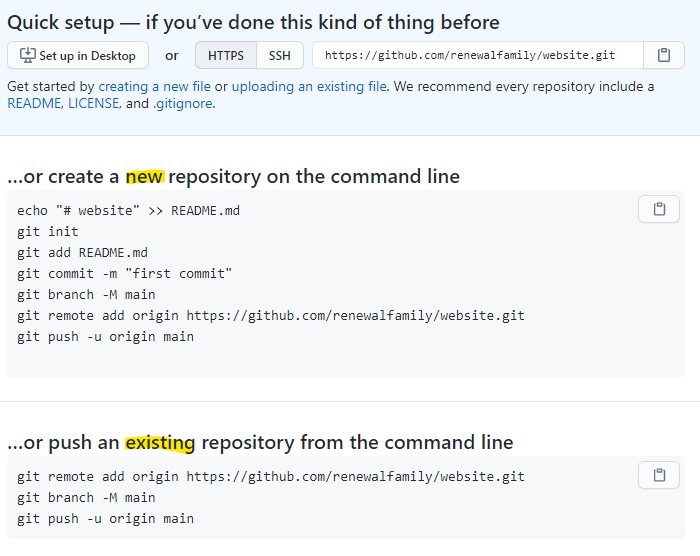 Quick setup — if you’ve done this kind of thing before
Set up in Desktop or HTTPS SSH https://github.com/renewalfamily/website.git
Get started by creating a new file or uploading an existing file. We recommend every repository include a
README, LICENSE, and .gitignore.
…or create a new repository on the command line
echo "# website" >> README.md
git init
git add README.md
git commit -m "first commit"
git branch -M main
git remote add origin https://github.com/renewalfamily/website.git
git push -u origin main
…or push an existing repository from the command line
git remote add origin https://github.com/renewalfamily/website.git
git branch -M main
git push -u origin main